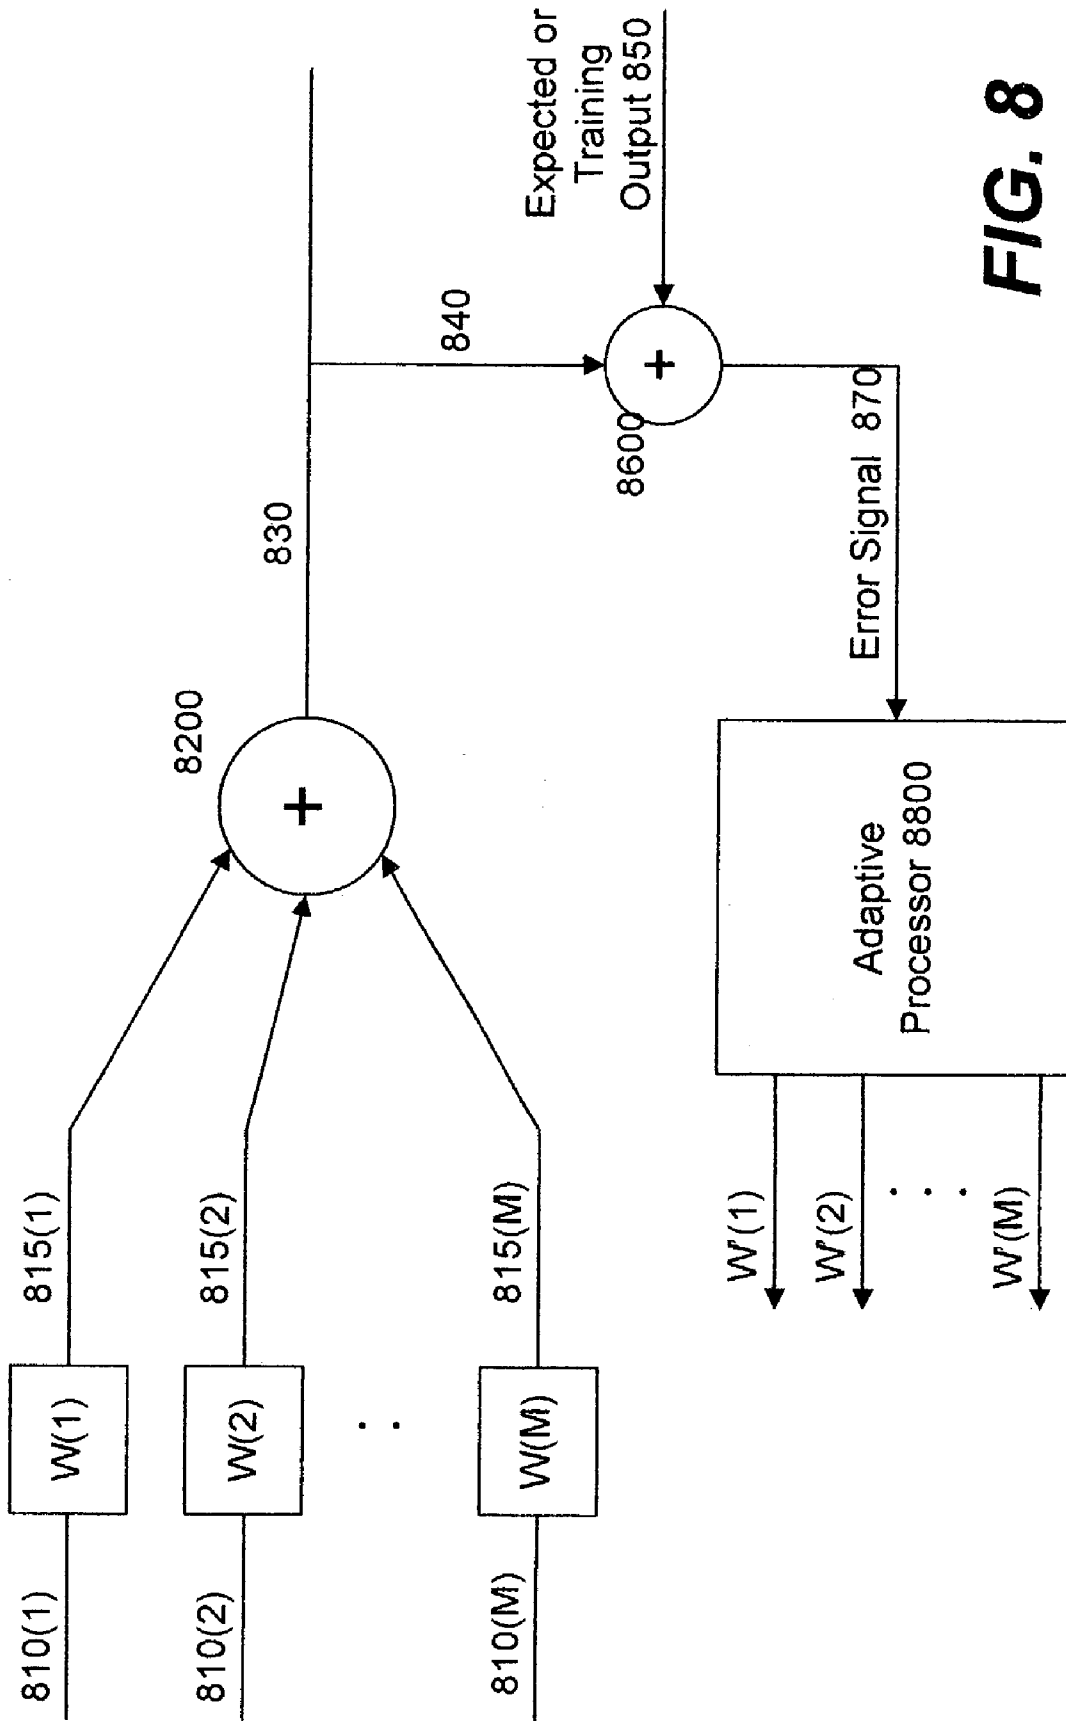 810(1)
W(1)
815(1)
810(2)
W(2)
815(2)
. .
810(M)
W(M)
815(M)
8200
+
830
840
Expected or
Training
Output 850
8600
+
Error Signal 870
Adaptive
Processor 8800
W'(1)
W'(2)
. . .
W'(M)
FIG. 8